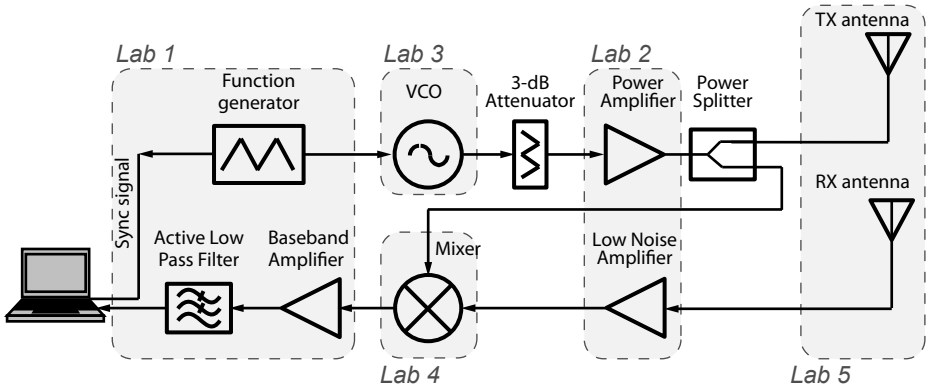 TX antenna
Lab 1
Lab 3
Lab 2
Function
generator
VCO
3-dB
Attenuator
Power
Amplifier
Power
Splitter
Sync signal
RX antenna
Active Low
Pass Filter
Baseband
Amplifier
Mixer
Low Noise
Amplifier
Lab 4
Lab 5